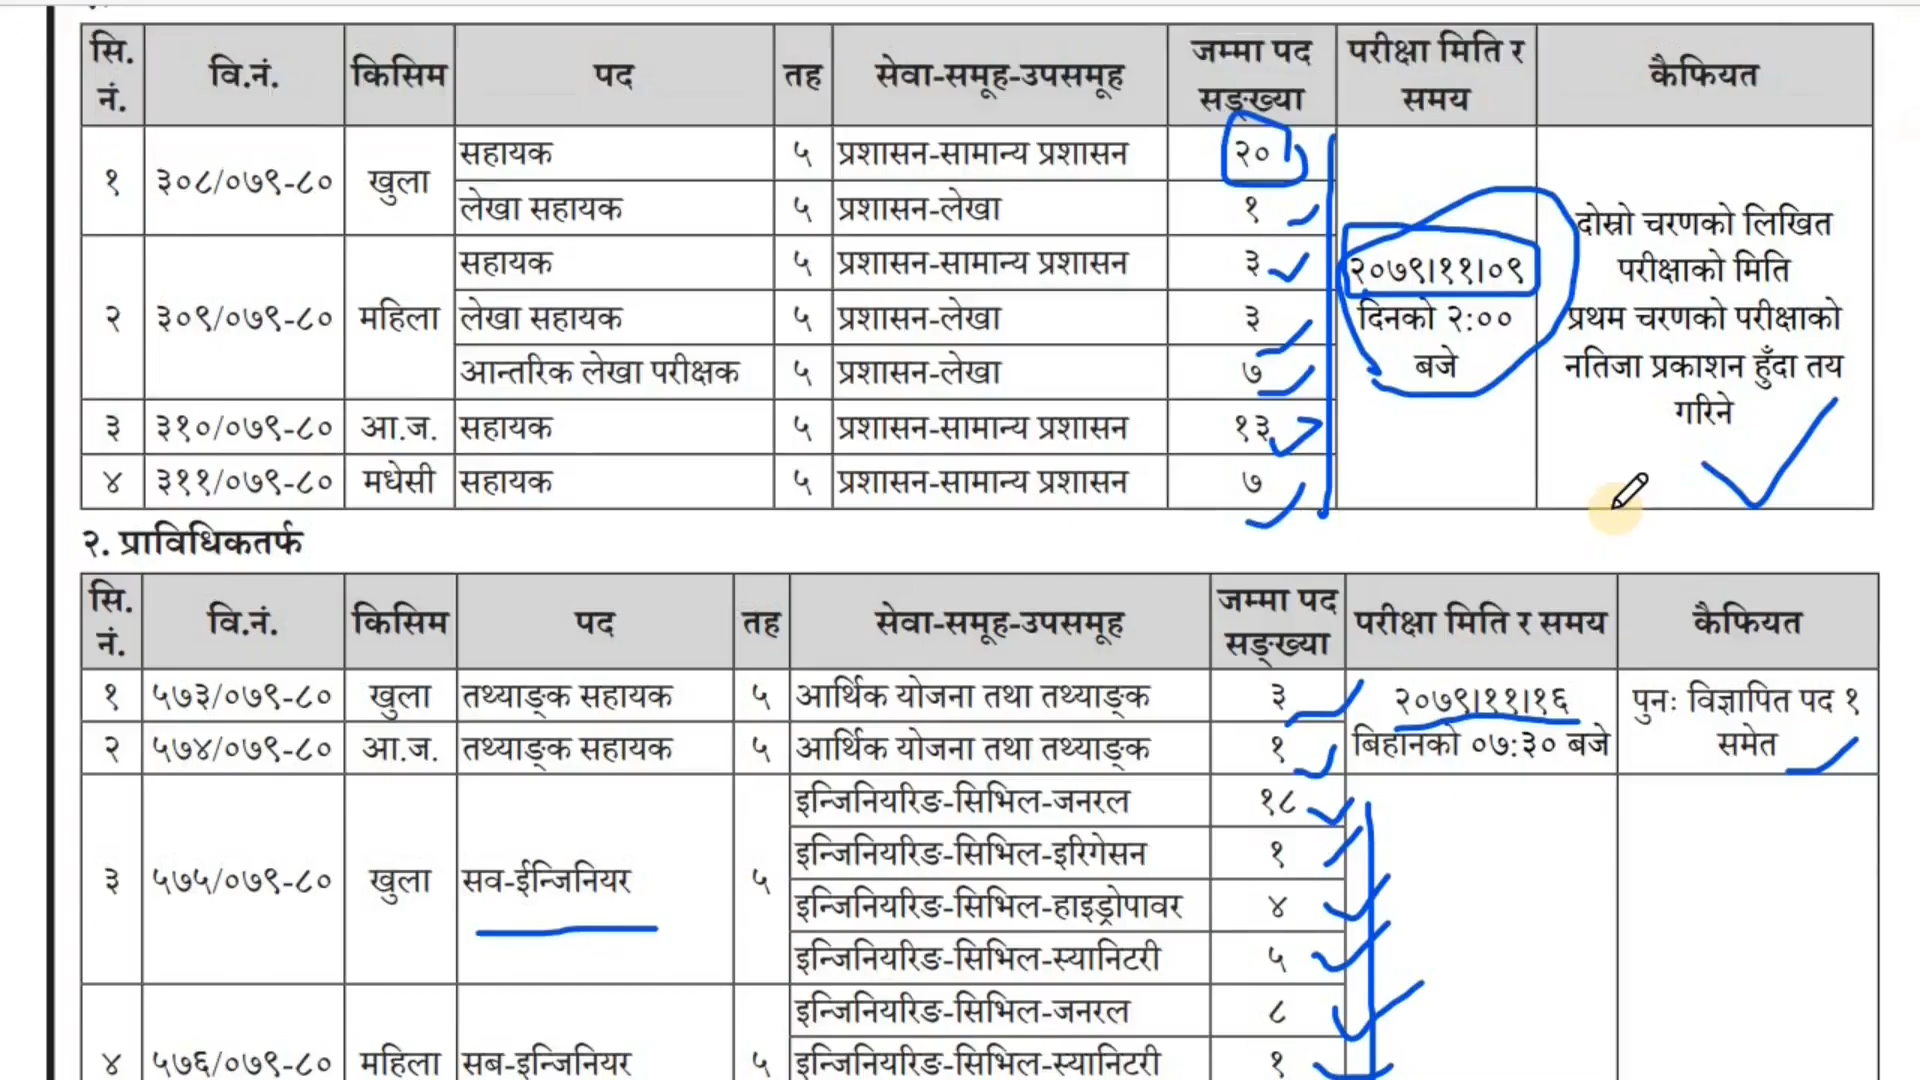 सि. नं. वि.नं. किसिम पद तह सेवा-समूह-उपसमूह जम्मा पद सङ्ख्या परीक्षा मिति र समय कैफियत
१ ३०८/०७९-८० खुला सहायक ५ प्रशासन-सामान्य प्रशासन २०
लेखा सहायक ५ प्रशासन-लेखा १
२ ३०९/०७९-८० महिला सहायक ५ प्रशासन-सामान्य प्रशासन ३
लेखा सहायक ५ प्रशासन-लेखा ३
आन्तरिक लेखा परीक्षक ५ प्रशासन-लेखा ७
३ ३१०/०७९-८० आ.ज. सहायक ५ प्रशासन-सामान्य प्रशासन १३
४ ३११/०७९-८० मधेसी सहायक ५ प्रशासन-सामान्य प्रशासन ७
२०७९।११।०९
दिनको २:००
बजे
दोस्रो चरणको लिखित
परीक्षाको मिति
प्रथम चरणको परीक्षाको
नतिजा प्रकाशन हुँदा तय
गरिने
२. प्राविधिकतर्फ
सि. नं. वि.नं. किसिम पद तह सेवा-समूह-उपसमूह जम्मा पद सङ्ख्या परीक्षा मिति र समय कैफियत
१ ५७३/०७९-८० खुला तथ्याङ्क सहायक ५ आर्थिक योजना तथा तथ्याङ्क ३
२ ५७४/०७९-८० आ.ज. तथ्याङ्क सहायक ५ आर्थिक योजना तथा तथ्याङ्क १
२०७९।११।१६
बिहानको ०७:३० बजे
पुनः विज्ञापित पद १
समेत
३ ५७५/०७९-८० खुला सव-ईन्जिनियर ५ इन्जिनियरिङ-सिभिल-जनरल १८
इन्जिनियरिङ-सिभिल-इरिगेसन १
इन्जिनियरिङ-सिभिल-हाइड्रोपावर ४
इन्जिनियरिङ-सिभिल-स्यानिटरी ५
४ ५७६/०७९-८० महिला सब-इन्जिनियर ५ इन्जिनियरिङ-सिभिल-जनरल ८
इन्जिनियरिङ-सिभिल-स्यानिटरी १